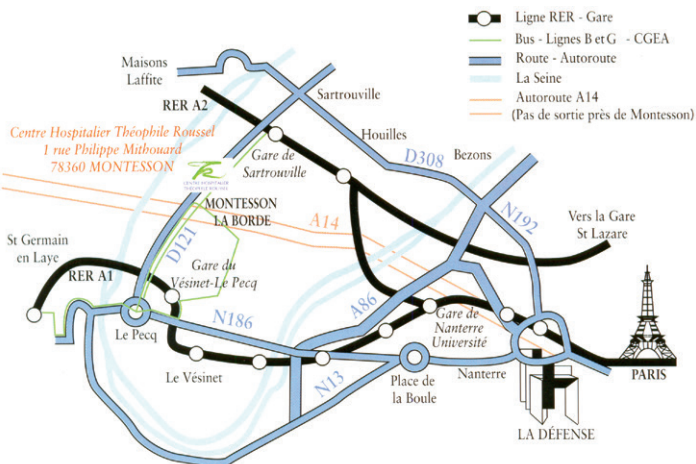 Ligne RER - Gare
Bus - Lignes B et G - CGEA
Route - Autoroute
La Seine
Autoroute A14
(Pas de sortie près de Montesson)
Maisons
Laffite
RER A2
Sartrouville
Centre Hospitalier Théophile Roussel
1 rue Philippe Mithouard
78360 MONTESSON
Houilles
Gare de
Sartrouville
D308
Bezons
CENTRE HOSPITALIER
THÉOPHILE ROUSSEL
MONTESSON
LA BORDE
N192
A14
Vers la Gare
St Lazare
D121
St Germain
en Laye
RER A1
Gare du
Vésinet-Le Pecq
A86
Gare de
Nanterre
Université
N186
Le Pecq
Le Vésinet
N13
Place de
la Boule
Nanterre
PARIS
LA DÉFENSE